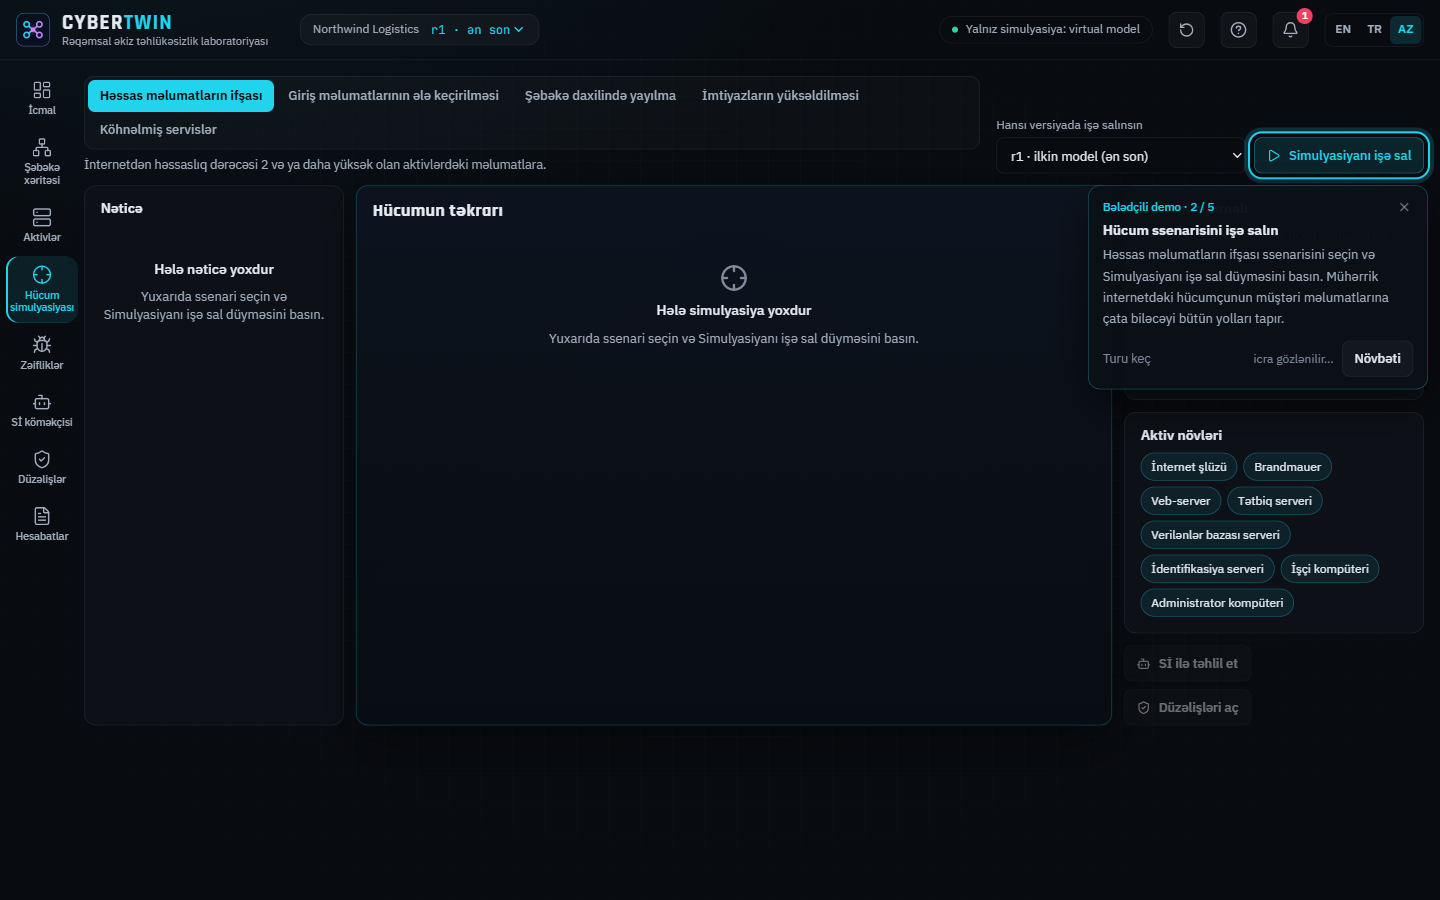 CYBERTWIN
Rəqəmsal əkiz təhlükəsizlik laboratoriyası
Northwind Logistics r1 · ən son
Yalnız simulyasiya: virtual model
1
EN TR AZ
İcmal
Şəbəkə
xəritəsi
Aktivlər
Hücum
simulyasiyası
Zəifliklər
Sİ köməkçisi
Düzəlişlər
Hesabatlar
Həssas məlumatların ifşası
Giriş məlumatlarının ələ keçirilməsi
Şəbəkə daxilində yayılma
İmtiyazların yüksəldilməsi
Köhnəlmiş servislər
İnternetdən həssaslıq dərəcəsi 2 və ya daha yüksək olan aktivlərdəki məlumatlara.
Hansı versiyada işə salınsın
r1 · ilkin model (ən son)
Simulyasiyanı işə sal
Nəticə
Hələ nəticə yoxdur
Yuxarıda ssenari seçin və
Simulyasiyanı işə sal düyməsini basın.
Hücumun təkrarı
Hələ simulyasiya yoxdur
Yuxarıda ssenari seçin və Simulyasiyanı işə sal düyməsini basın.
Bələdçili demo · 2 / 5
Hücum ssenarisini işə salın
Həssas məlumatların ifşası ssenarisini seçin və
Simulyasiyanı işə sal düyməsini basın. Mühərrik
internetdəki hücumçunun müştəri məlumatlarına
çata biləcəyi bütün yolları tapır.
Turu keç
icra gözlənilir...
Növbəti
Aktiv növləri
İnternet şlüzü
Brandmauer
Veb-server
Tətbiq serveri
Verilənlər bazası serveri
İdentifikasiya serveri
İşçi kompüteri
Administrator kompüteri
Sİ ilə təhlil et
Düzəlişləri aç